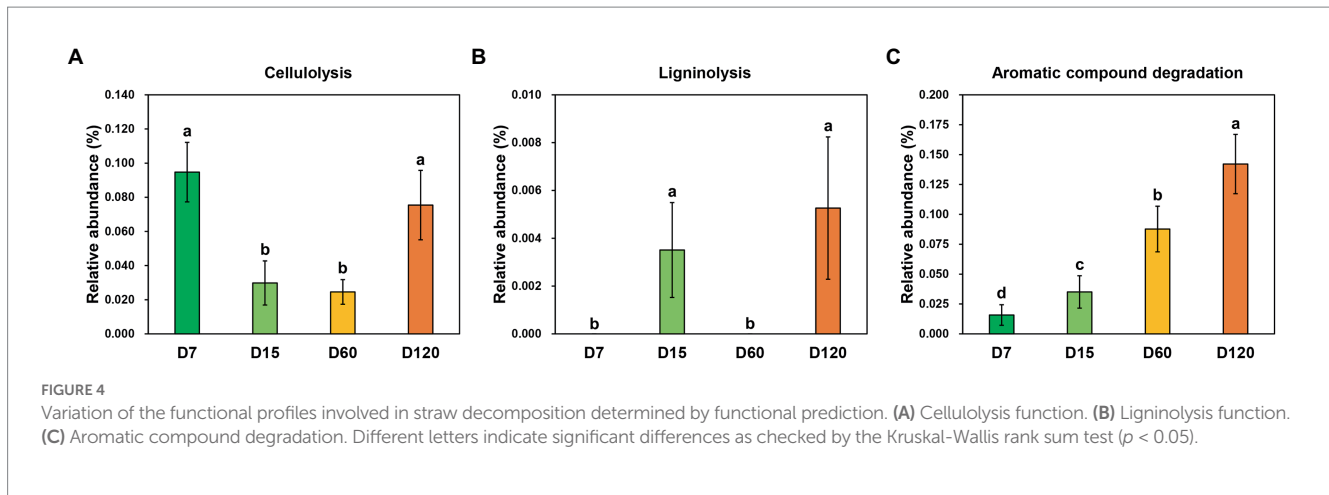 A
Cellulolysis
Relative abundance (%)
0.140
0.120
0.100
0.080
0.060
0.040
0.020
0.000
a
b
b
a
D7 D15 D60 D120
B
Ligninolysis
Relative abundance (%)
0.010
0.008
0.006
0.004
0.002
0.000
b
a
b
a
D7 D15 D60 D120
C
Aromatic compound degradation
Relative abundance (%)
0.200
0.175
0.150
0.125
0.100
0.075
0.050
0.025
0.000
d
c
b
a
D7 D15 D60 D120
FIGURE 4
Variation of the functional profiles involved in straw decomposition determined by functional prediction. (A) Cellulolysis function. (B) Ligninolysis function.
(C) Aromatic compound degradation. Different letters indicate significant differences as checked by the Kruskal-Wallis rank sum test (p < 0.05).